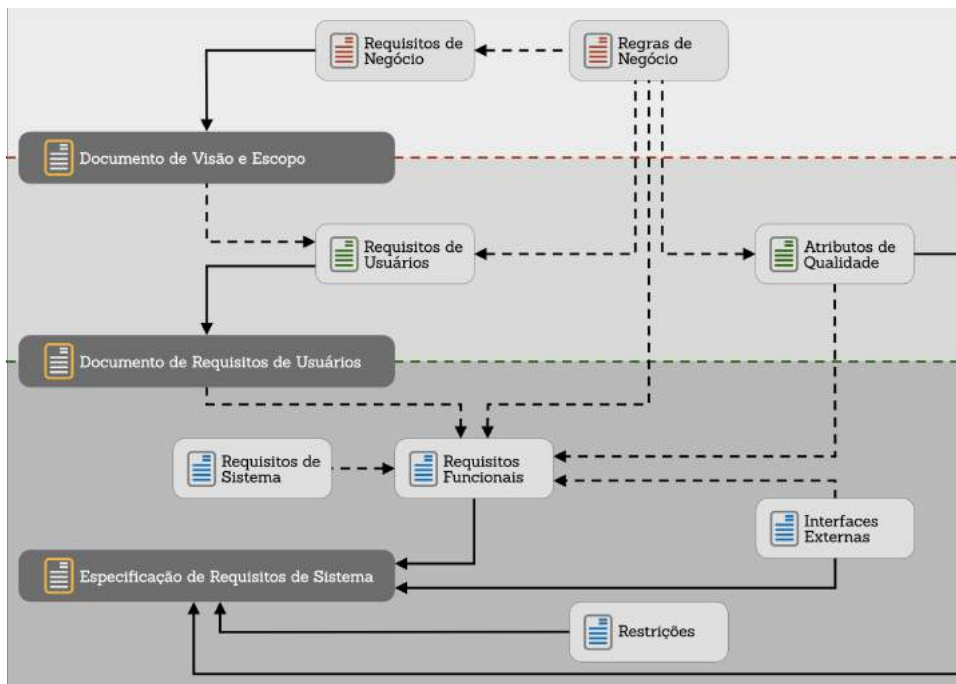 Requisitos de
Negócio
Regras de
Negócio
Documento de Visão e Escopo
Requisitos de
Usuários
Atributos de
Qualidade
Documento de Requisitos de Usuários
Requisitos de
Sistema
Requisitos
Funcionais
Interfaces
Externas
Especificação de Requisitos de Sistema
Restrições